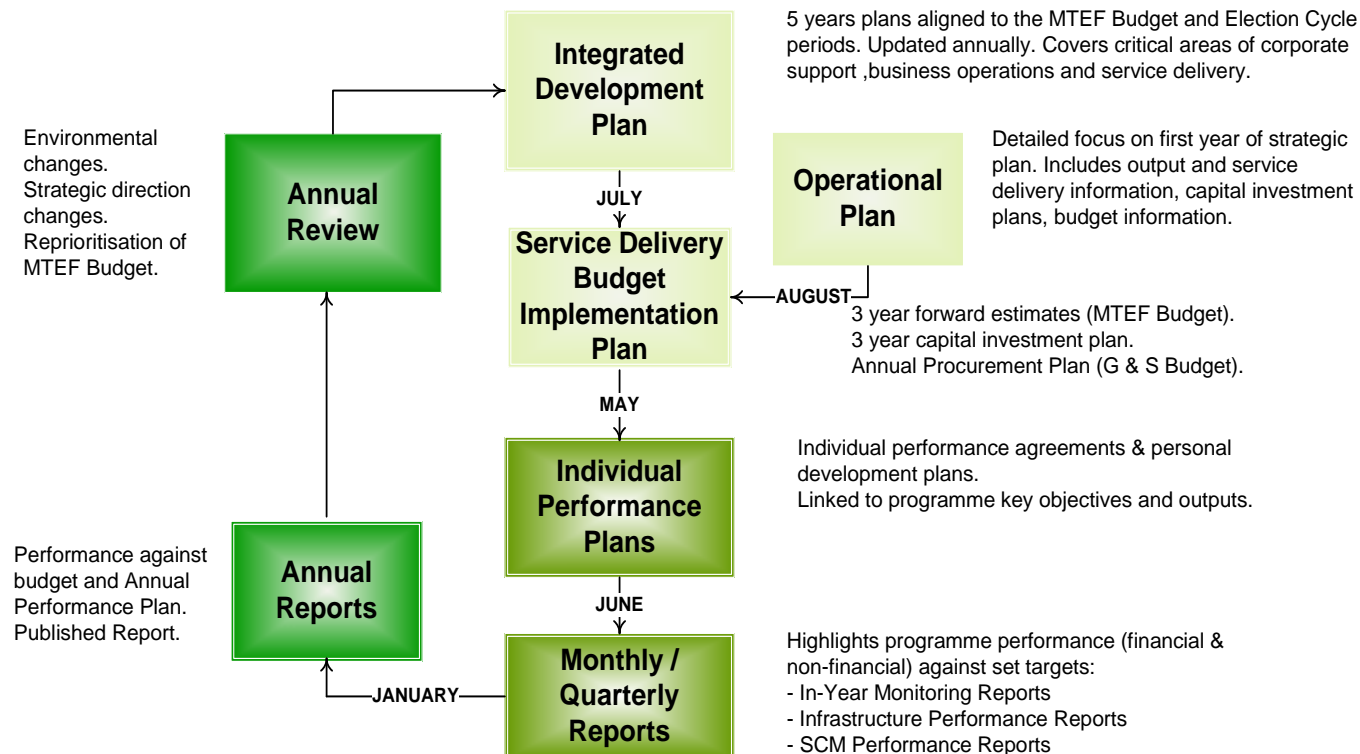 5 years plans aligned to the MTEF Budget and Election Cycle
periods. Updated annually. Covers critical areas of corporate
support ,business operations and service delivery.
Integrated
Development
Plan
Environmental
changes.
Strategic direction
changes.
Reprioritisation of
MTEF Budget.
Annual
Review
JULY
Operational
Plan
Detailed focus on first year of strategic
plan. Includes output and service
delivery information, capital investment
plans, budget information.
Service Delivery
Budget
Implementation
Plan
AUGUST
3 year forward estimates (MTEF Budget).
3 year capital investment plan.
Annual Procurement Plan (G & S Budget).
MAY
Individual
Performance
Plans
Individual performance agreements & personal
development plans.
Linked to programme key objectives and outputs.
Performance against
budget and Annual
Performance Plan.
Published Report.
Annual
Reports
JUNE
Monthly /
Quarterly
Reports
JANUARY
Highlights programme performance (financial &
non-financial) against set targets:
- In-Year Monitoring Reports
- Infrastructure Performance Reports
- SCM Performance Reports